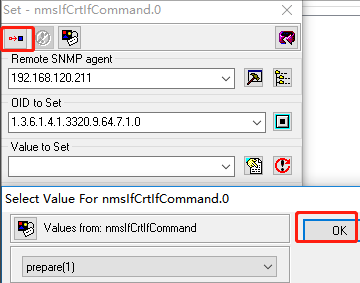 Set - nmsIfCrtIfCommand.0
Remote SNMP agent
192.168.120.211
OID to Set
1.3.6.1.4.1.3320.9.64.7.1.0
Value to Set
Select Value For nmsIfCrtIfCommand.0
Values from: nmsIfCrtIfCommand
OK
prepare(1)